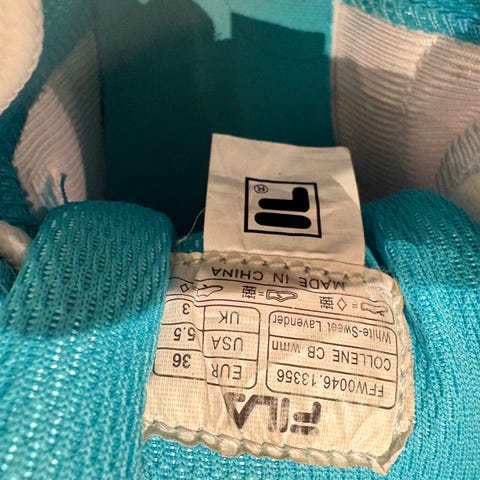 FILA
FFW0046.13356
COLLENE CB wmn
White-Sweet Lavender
EUR 36
USA 5.5
UK 3
MADE IN CHINA
F
®